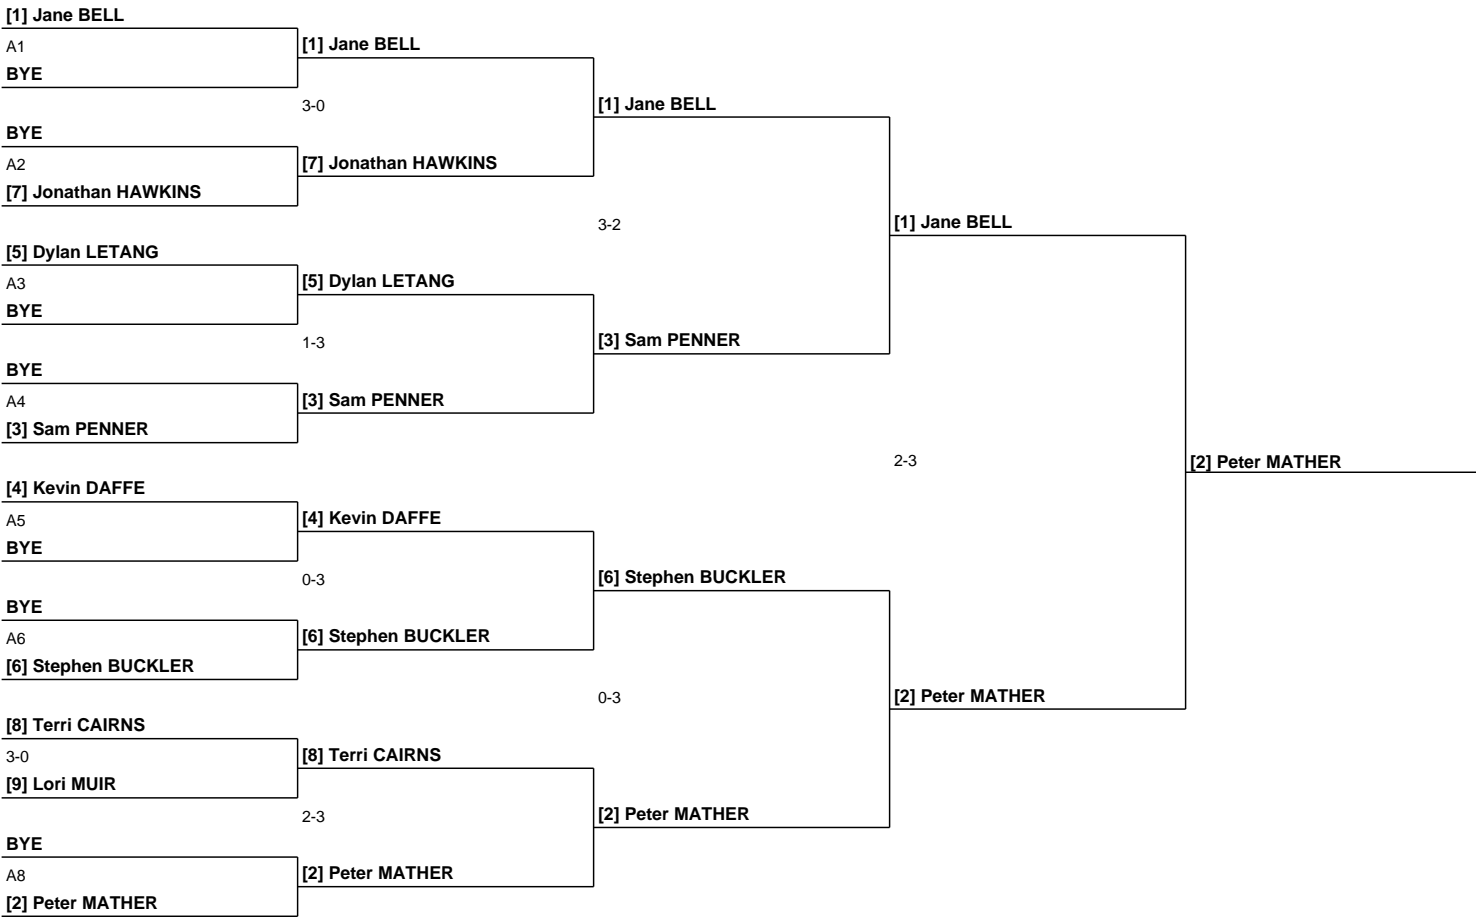 [1] Jane BELL
A1
BYE
BYE
A2
[7] Jonathan HAWKINS
[5] Dylan LETANG
A3
BYE
BYE
A4
[3] Sam PENNER
[4] Kevin DAFFE
A5
BYE
BYE
A6
[6] Stephen BUCKLER
[8] Terri CAIRNS
3-0
[9] Lori MUIR
BYE
A8
[2] Peter MATHER
[1] Jane BELL
3-0
[7] Jonathan HAWKINS
[5] Dylan LETANG
1-3
[3] Sam PENNER
[4] Kevin DAFFE
0-3
[6] Stephen BUCKLER
[8] Terri CAIRNS
2-3
[2] Peter MATHER
[1] Jane BELL
3-2
[3] Sam PENNER
[6] Stephen BUCKLER
0-3
[2] Peter MATHER
[1] Jane BELL
2-3
[2] Peter MATHER
[2] Peter MATHER